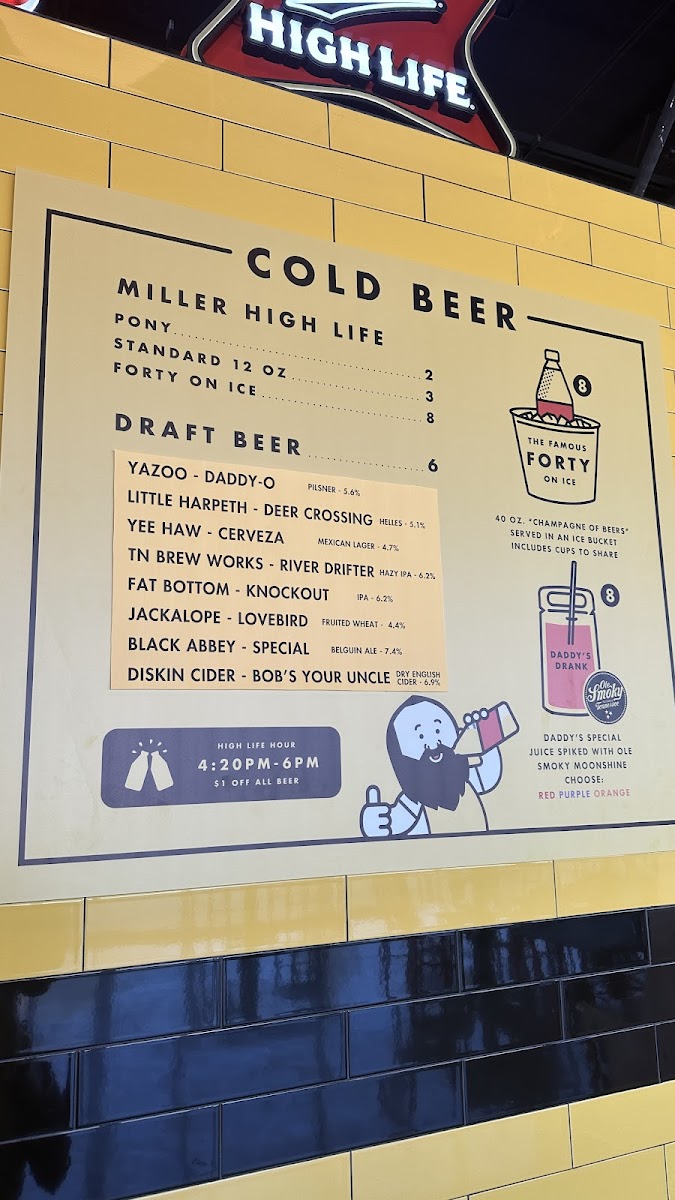 HIGH LIFE
COLD BEER
MILLER HIGH LIFE
PONY 2
STANDARD 12 OZ 3
FORTY ON ICE 8
DRAFT BEER 6
YAZOO - DADDY-O PILSNER - 5.6%
LITTLE HARPETH - DEER CROSSING HELLES - 5.1%
YEE HAW - CERVEZA MEXICAN LAGER - 4.7%
TN BREW WORKS - RIVER DRIFTER HAZY IPA - 6.2%
FAT BOTTOM - KNOCKOUT IPA - 6.2%
JACKALOPE - LOVEBIRD FRUITED WHEAT - 4.4%
BLACK ABBEY - SPECIAL BELGUIN ALE - 7.4%
DISKIN CIDER - BOB'S YOUR UNCLE DRY ENGLISH
CIDER - 6.9%
HIGH LIFE HOUR
4:20PM-6PM
$1 OFF ALL BEER
8
THE FAMOUS
FORTY
ON ICE
40 OZ. "CHAMPAGNE OF BEERS"
SERVED IN AN ICE BUCKET
INCLUDES CUPS TO SHARE
8
DADDY'S
DRANK
Ole
Smoky
Tennessee
DADDY'S SPECIAL
JUICE SPIKED WITH OLE
SMOKY MOONSHINE
CHOOSE:
RED PURPLE ORANGE